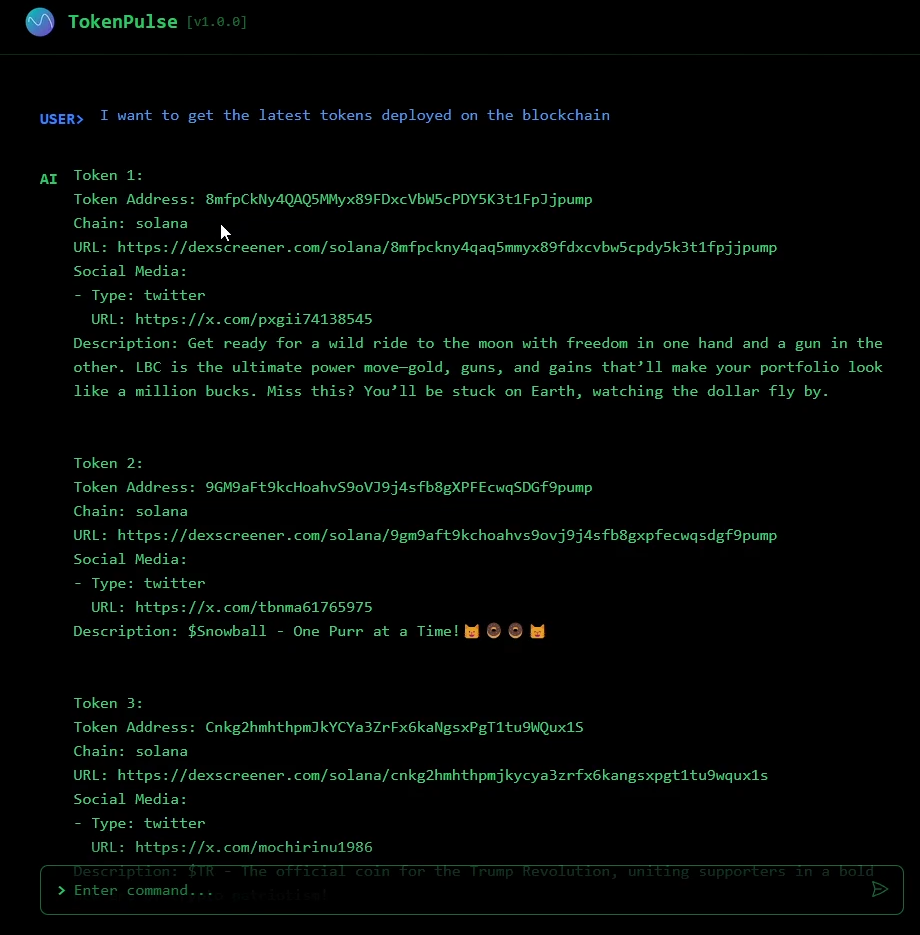 TokenPulse [v1.0.0]
USER> I want to get the latest tokens deployed on the blockchain
AI Token 1:
Token Address: 8mfpCkNy4QAQ5MMyx89FDxcVbW5cPDY5K3t1FpJjpump
Chain: solana
URL: https://dexscreener.com/solana/8mfpckny4qaq5mmyx89fdxcvbw5cpdy5k3t1fpjjpump
Social Media:
- Type: twitter
URL: https://x.com/pxgii74138545
Description: Get ready for a wild ride to the moon with freedom in one hand and a gun in the
other. LBC is the ultimate power move—gold, guns, and gains that’ll make your portfolio look
like a million bucks. Miss this? You’ll be stuck on Earth, watching the dollar fly by.
Token 2:
Token Address: 9GM9aFt9kcHoahvS9oVJ9j4sfb8gXPFEcwqSDGf9pump
Chain: solana
URL: https://dexscreener.com/solana/9gm9aft9kchoahvs9ovj9j4sfb8gxpfecwqsdgf9pump
Social Media:
- Type: twitter
URL: https://x.com/tbnma61765975
Description: $Snowball - One Purr at a Time!😸🍩🍩😸
Token 3:
Token Address: Cnkg2hmhthpmJkYCYa3ZrFx6kaNgsxPgT1tu9WQux1S
Chain: solana
URL: https://dexscreener.com/solana/cnkg2hmhthpmjkycya3zrfx6kangsxpgt1tu9wqux1s
Social Media:
- Type: twitter
URL: https://x.com/mochirinu1986
Description: $TR - The official coin for the Trump Revolution, uniting supporters in a bold
> Enter command...